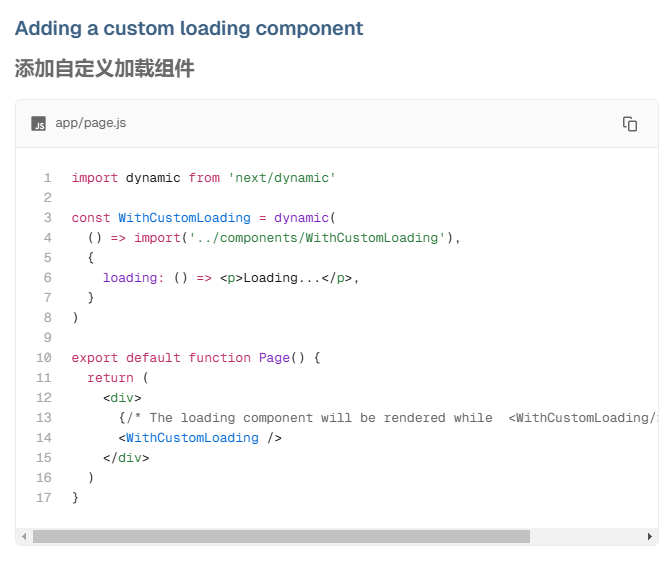 Adding a custom loading component
添加自定义加载组件
JS app/page.js
1 import dynamic from 'next/dynamic'
2
3 const WithCustomLoading = dynamic(
4   () => import('../components/WithCustomLoading'),
5   {
6     loading: () => <p>Loading...</p>,
7   }
8 )
9
10 export default function Page() {
11   return (
12     <div>
13       {/* The loading component will be rendered while  <WithCustomLoading/
14       <WithCustomLoading />
15     </div>
16   )
17 }